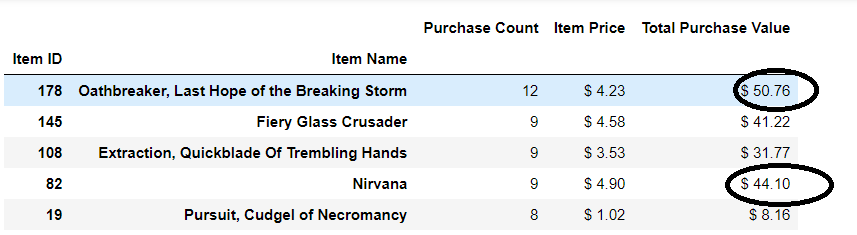 Purchase Count Item Price Total Purchase Value
Item ID Item Name
178 Oathbreaker, Last Hope of the Breaking Storm 12 $ 4.23 $ 50.76
145 Fiery Glass Crusader 9 $ 4.58 $ 41.22
108 Extraction, Quickblade Of Trembling Hands 9 $ 3.53 $ 31.77
82 Nirvana 9 $ 4.90 $ 44.10
19 Pursuit, Cudgel of Necromancy 8 $ 1.02 $ 8.16